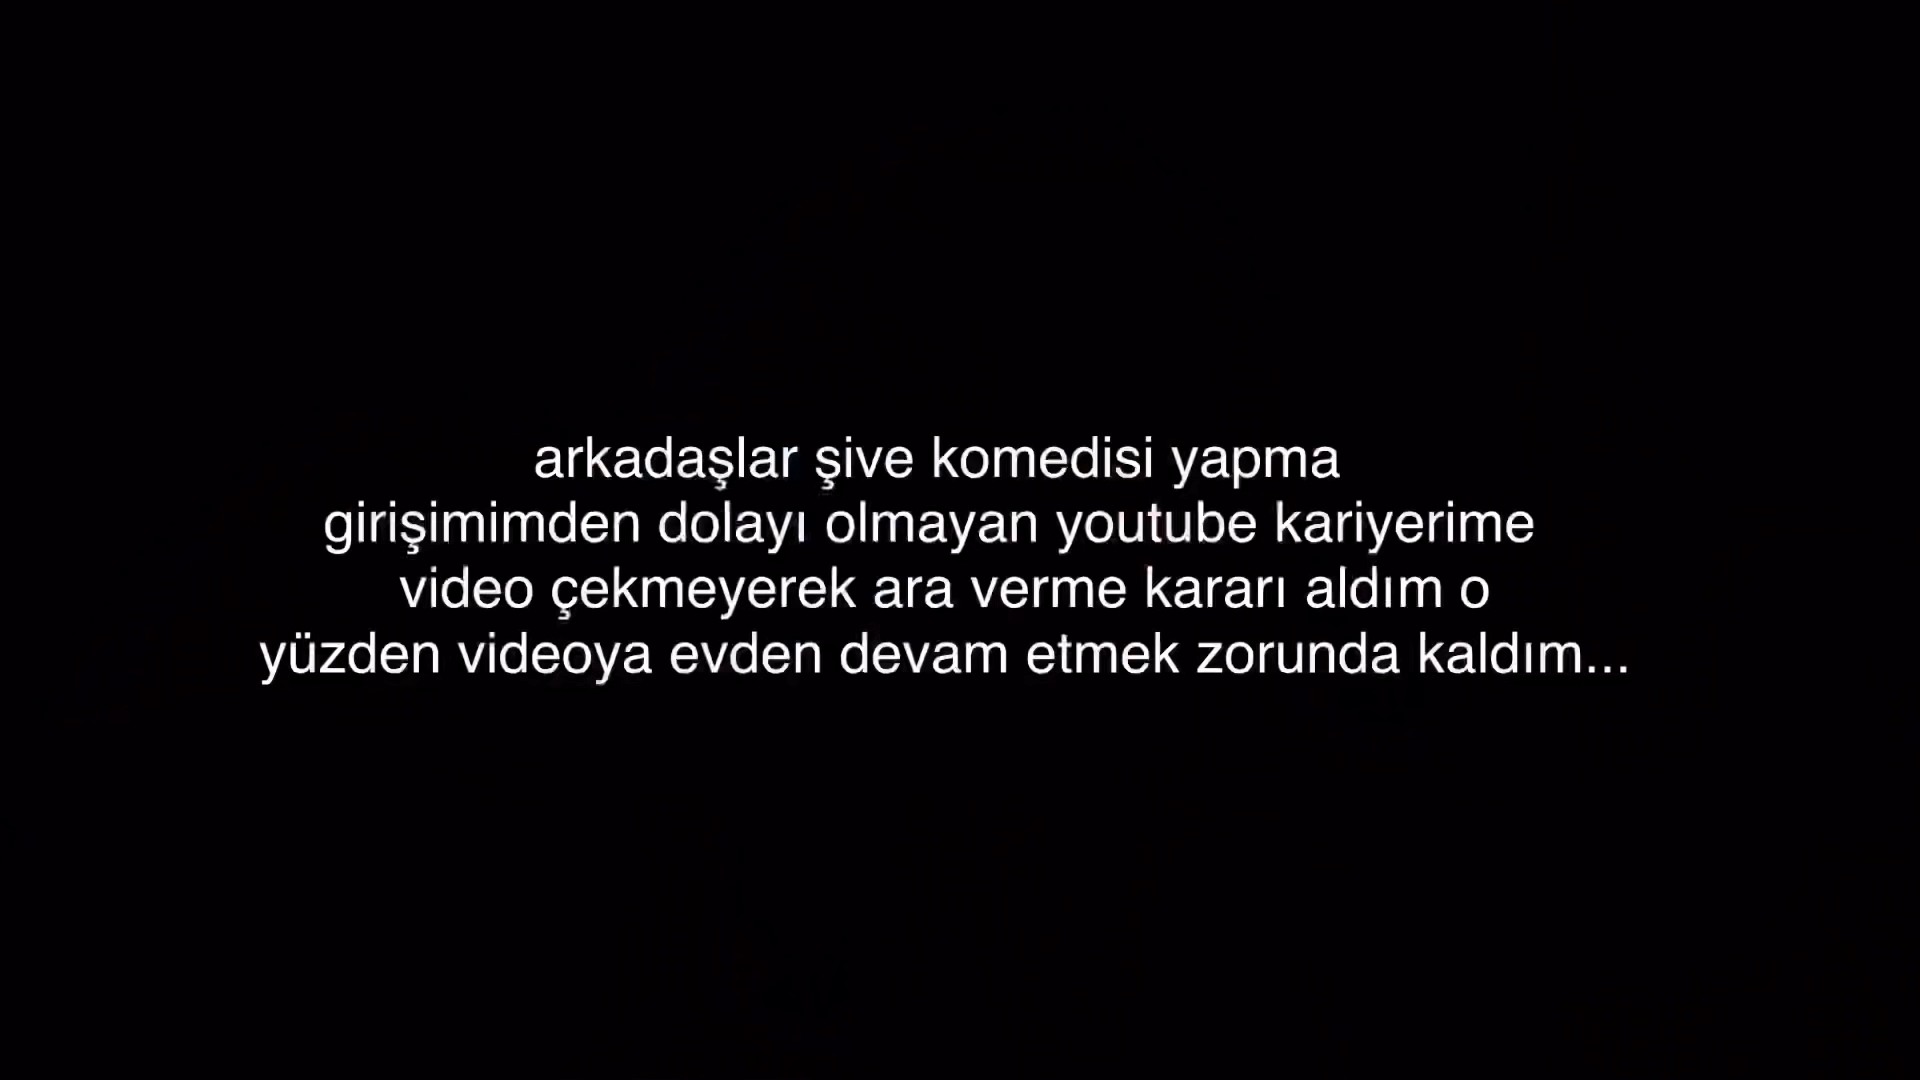 arkadaşlar şive komedisi yapma
girişimimden dolayı olmayan youtube kariyerime
video çekmeyerek ara verme kararı aldım o
yüzden videoya evden devam etmek zorunda kaldım...